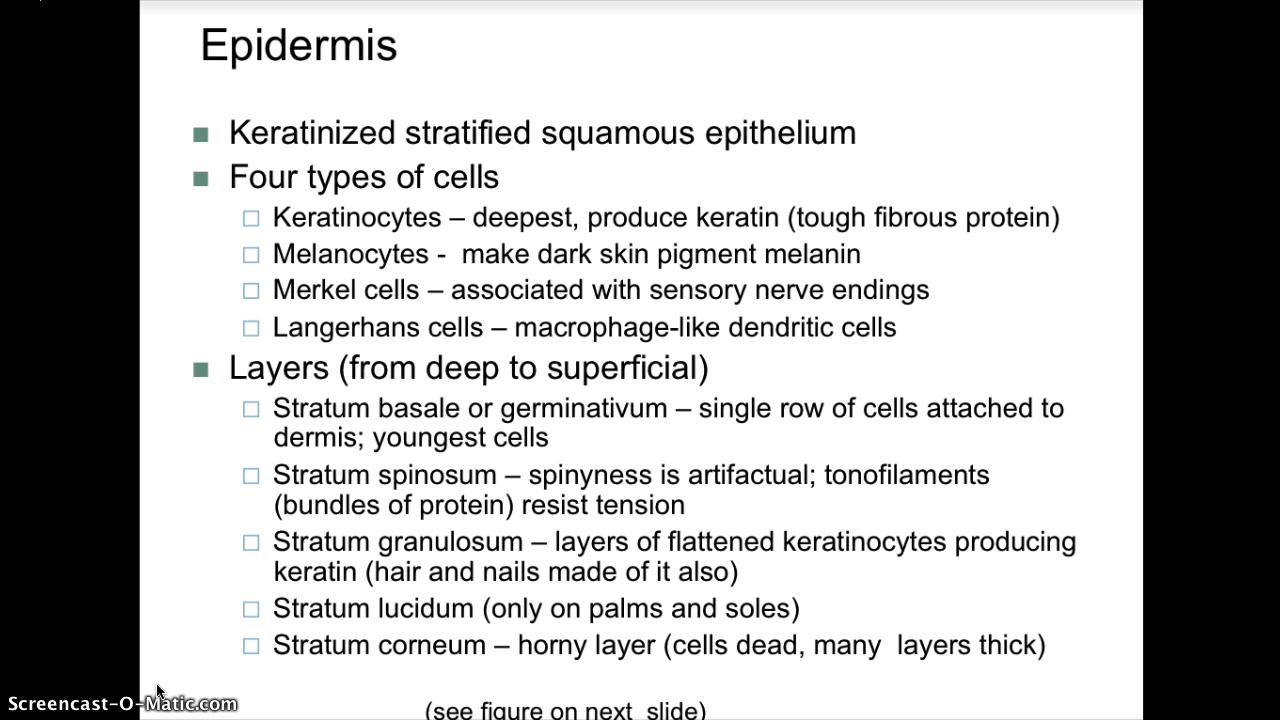 Epidermis
Keratinized stratified squamous epithelium
Four types of cells
Keratinocytes – deepest, produce keratin (tough fibrous protein)
Melanocytes -  make dark skin pigment melanin
Merkel cells – associated with sensory nerve endings
Langerhans cells – macrophage-like dendritic cells
Layers (from deep to superficial)
Stratum basale or germinativum – single row of cells attached to
dermis; youngest cells
Stratum spinosum – spinyness is artifactual; tonofilaments
(bundles of protein) resist tension
Stratum granulosum – layers of flattened keratinocytes producing
keratin (hair and nails made of it also)
Stratum lucidum (only on palms and soles)
Stratum corneum – horny layer (cells dead, many  layers thick)
Screencast-O-Matic.com
(see figure on next  slide)